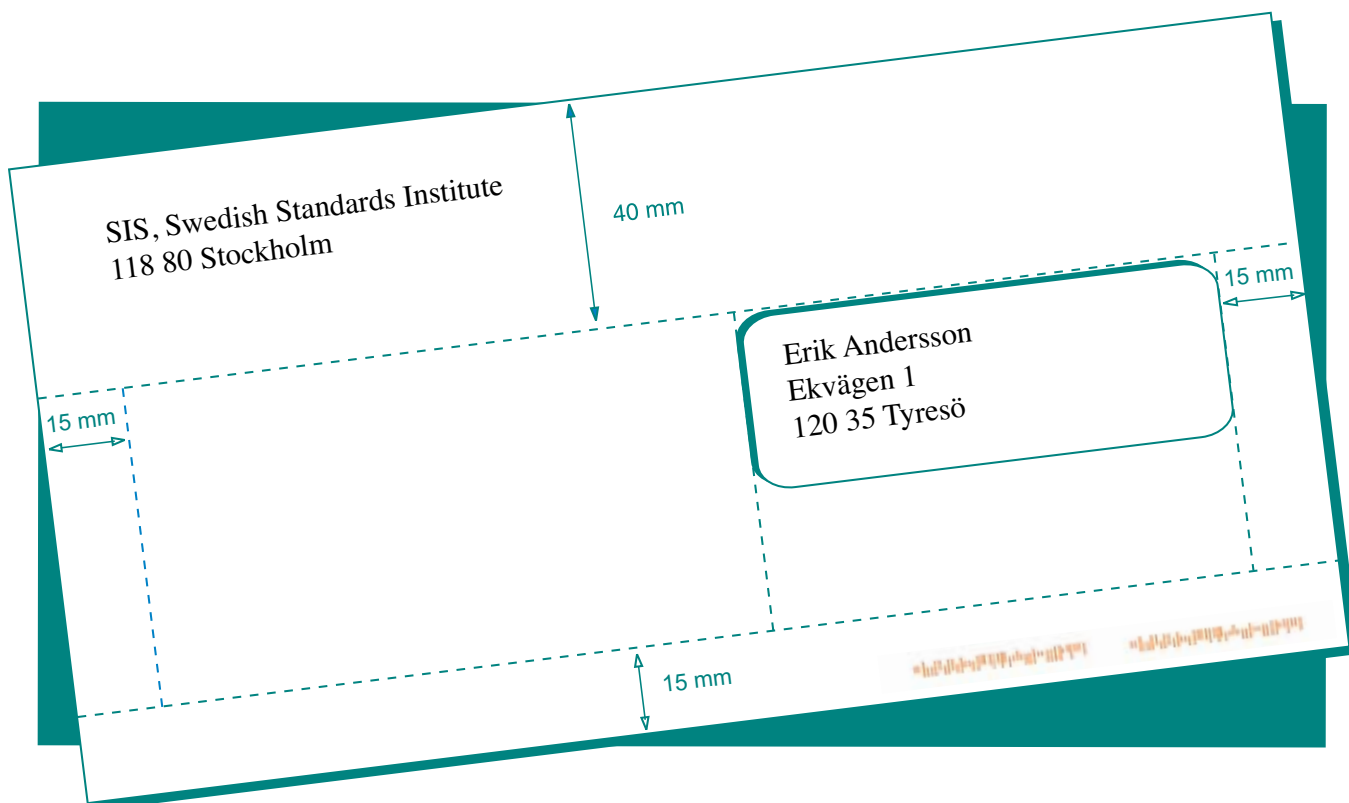 SIS, Swedish Standards Institute
118 80 Stockholm
40 mm
15 mm
Erik Andersson
Ekvägen 1
120 35 Tyresö
15 mm
15 mm